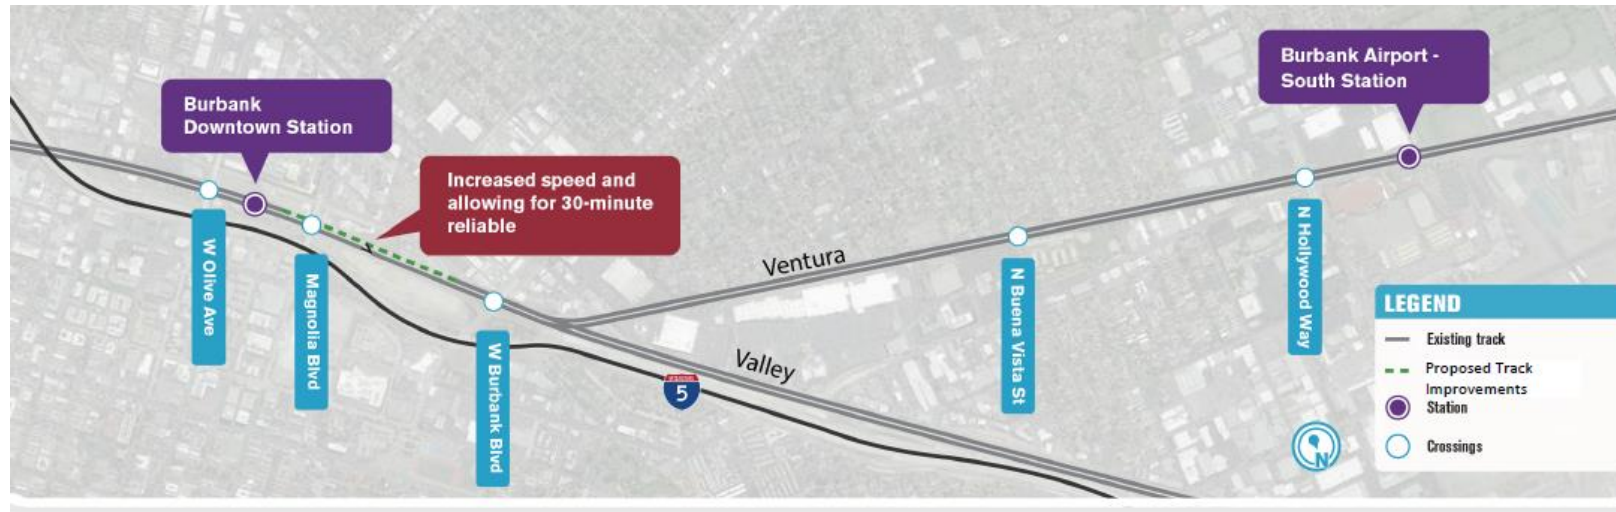 Burbank
Downtown Station
Burbank Airport -
South Station
Increased speed and
allowing for 30-minute
reliable
W Olive Ave
Magnolia Blvd
W Burbank Blvd
Ventura
Valley
5
N Buena Vista St
N Hollywood Way
LEGEND
Existing track
Proposed Track
Improvements
Station
Crossings
N